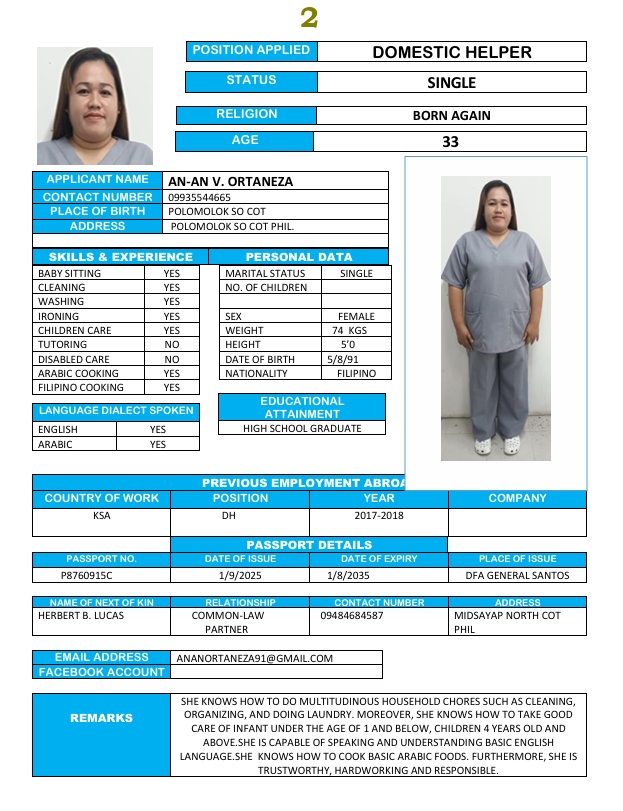 2
POSITION APPLIED DOMESTIC HELPER
STATUS SINGLE
RELIGION BORN AGAIN
AGE 33
APPLICANT NAME AN-AN V. ORTANEZA
CONTACT NUMBER 09935544665
PLACE OF BIRTH POLOMOLOK SO COT
ADDRESS POLOMOLOK SO COT PHIL.
SKILLS & EXPERIENCE PERSONAL DATA
BABY SITTING YES MARITAL STATUS SINGLE
CLEANING YES NO. OF CHILDREN
WASHING YES
IRONING YES SEX FEMALE
CHILDREN CARE YES WEIGHT 74 KGS
TUTORING NO HEIGHT 5'0
DISABLED CARE NO DATE OF BIRTH 5/8/91
ARABIC COOKING YES NATIONALITY FILIPINO
FILIPINO COOKING YES
EDUCATIONAL
ATTAINMENT
LANGUAGE DIALECT SPOKEN
ENGLISH YES HIGH SCHOOL GRADUATE
ARABIC YES
PREVIOUS EMPLOYMENT ABROA
COUNTRY OF WORK POSITION YEAR COMPANY
KSA DH 2017-2018
PASSPORT DETAILS
PASSPORT NO. DATE OF ISSUE DATE OF EXPIRY PLACE OF ISSUE
P8760915C 1/9/2025 1/8/2035 DFA GENERAL SANTOS
NAME OF NEXT OF KIN RELATIONSHIP CONTACT NUMBER ADDRESS
HERBERT B. LUCAS COMMON-LAW 09484684587 MIDSAYAP NORTH COT
PARTNER PHIL
EMAIL ADDRESS ANANORTANEZA91@GMAIL.COM
FACEBOOK ACCOUNT
REMARKS
SHE KNOWS HOW TO DO MULTITUDINOUS HOUSEHOLD CHORES SUCH AS CLEANING,
ORGANIZING, AND DOING LAUNDRY. MOREOVER, SHE KNOWS HOW TO TAKE GOOD
CARE OF INFANT UNDER THE AGE OF 1 AND BELOW, CHILDREN 4 YEARS OLD AND
ABOVE.SHE IS CAPABLE OF SPEAKING AND UNDERSTANDING BASIC ENGLISH
LANGUAGE.SHE KNOWS HOW TO COOK BASIC ARABIC FOODS. FURTHERMORE, SHE IS
TRUSTWORTHY, HARDWORKING AND RESPONSIBLE.